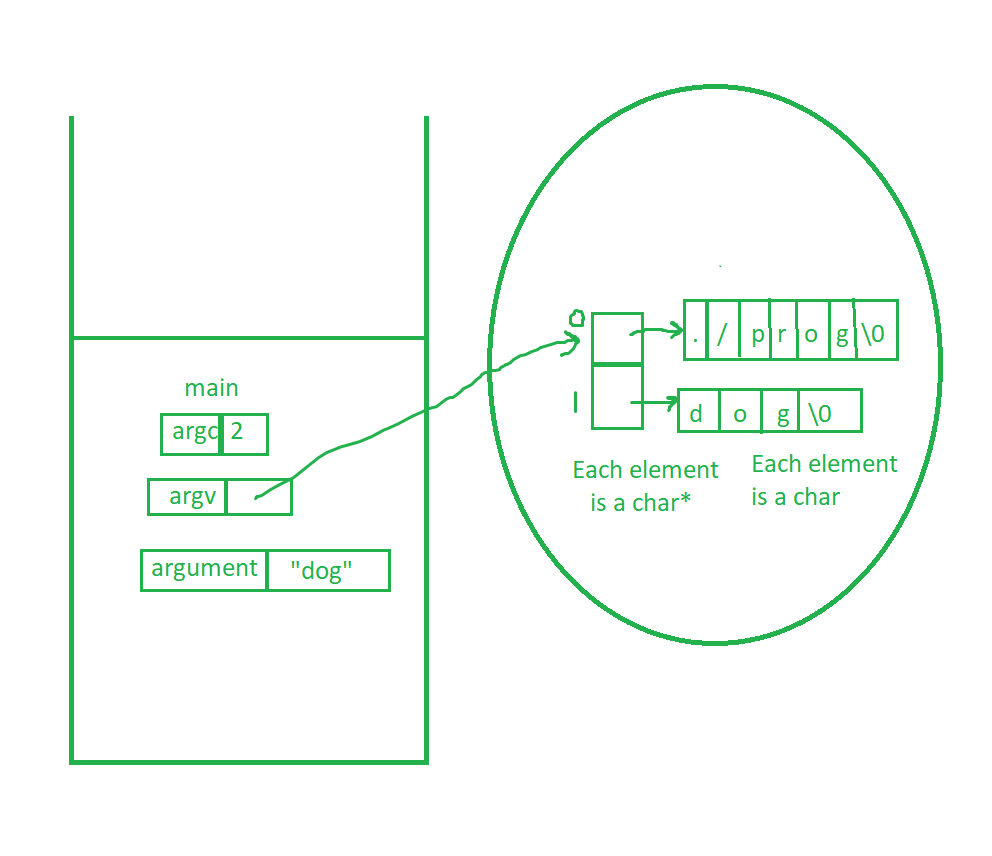 main
argc 2
argv
argument "dog"
0
. / p r o g \0
1
d o g \0
Each element
is a char*
Each element
is a char